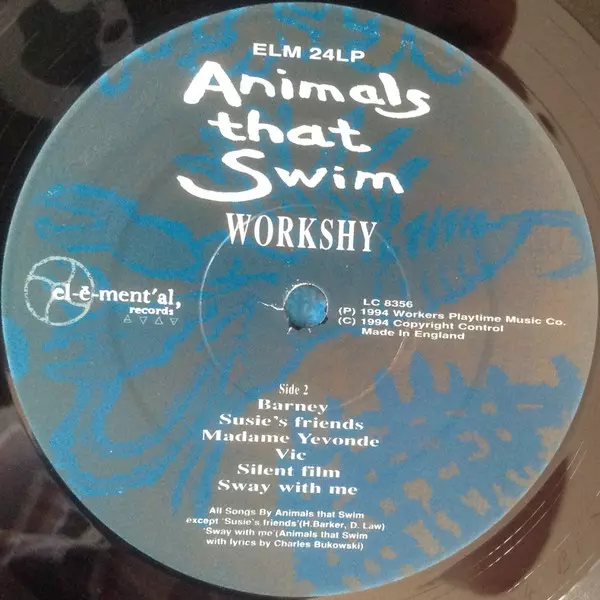 ELM 24LP
Animals
that
Swim
WORKSHY
el-ē-ment'al,
records
LC 8356
(P) 1994 Workers Playtime Music Co.
(C) 1994 Copyright Control
Made In England
Side 2
Barney
Susie's friends
Madame Yevonde
Vic
Silent film
Sway with me
All Songs By Animals that Swim
except 'Susie's friends'(H.Barker, D. Law)
'Sway with me'(Animals that Swim
with lyrics by Charles Bukowski)